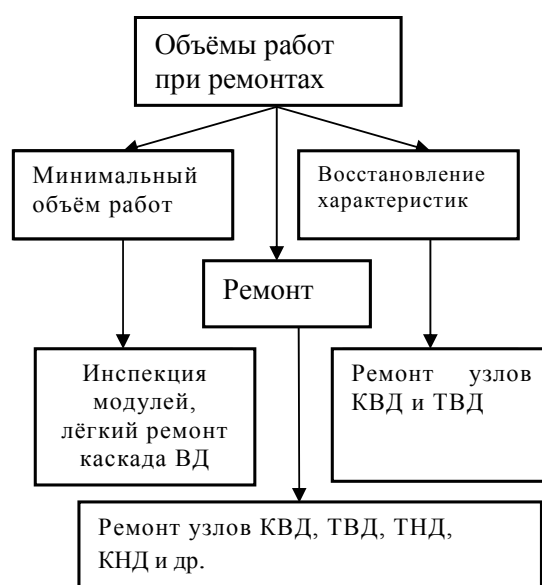 Объёмы работ
при ремонтах
Минимальный
объём работ
Восстановление
характеристик
Ремонт
Инспекция
модулей,
лёгкий ремонт
каскада ВД
Ремонт узлов
КВД и ТВД
Ремонт узлов КВД, ТВД, ТНД,
КНД и др.